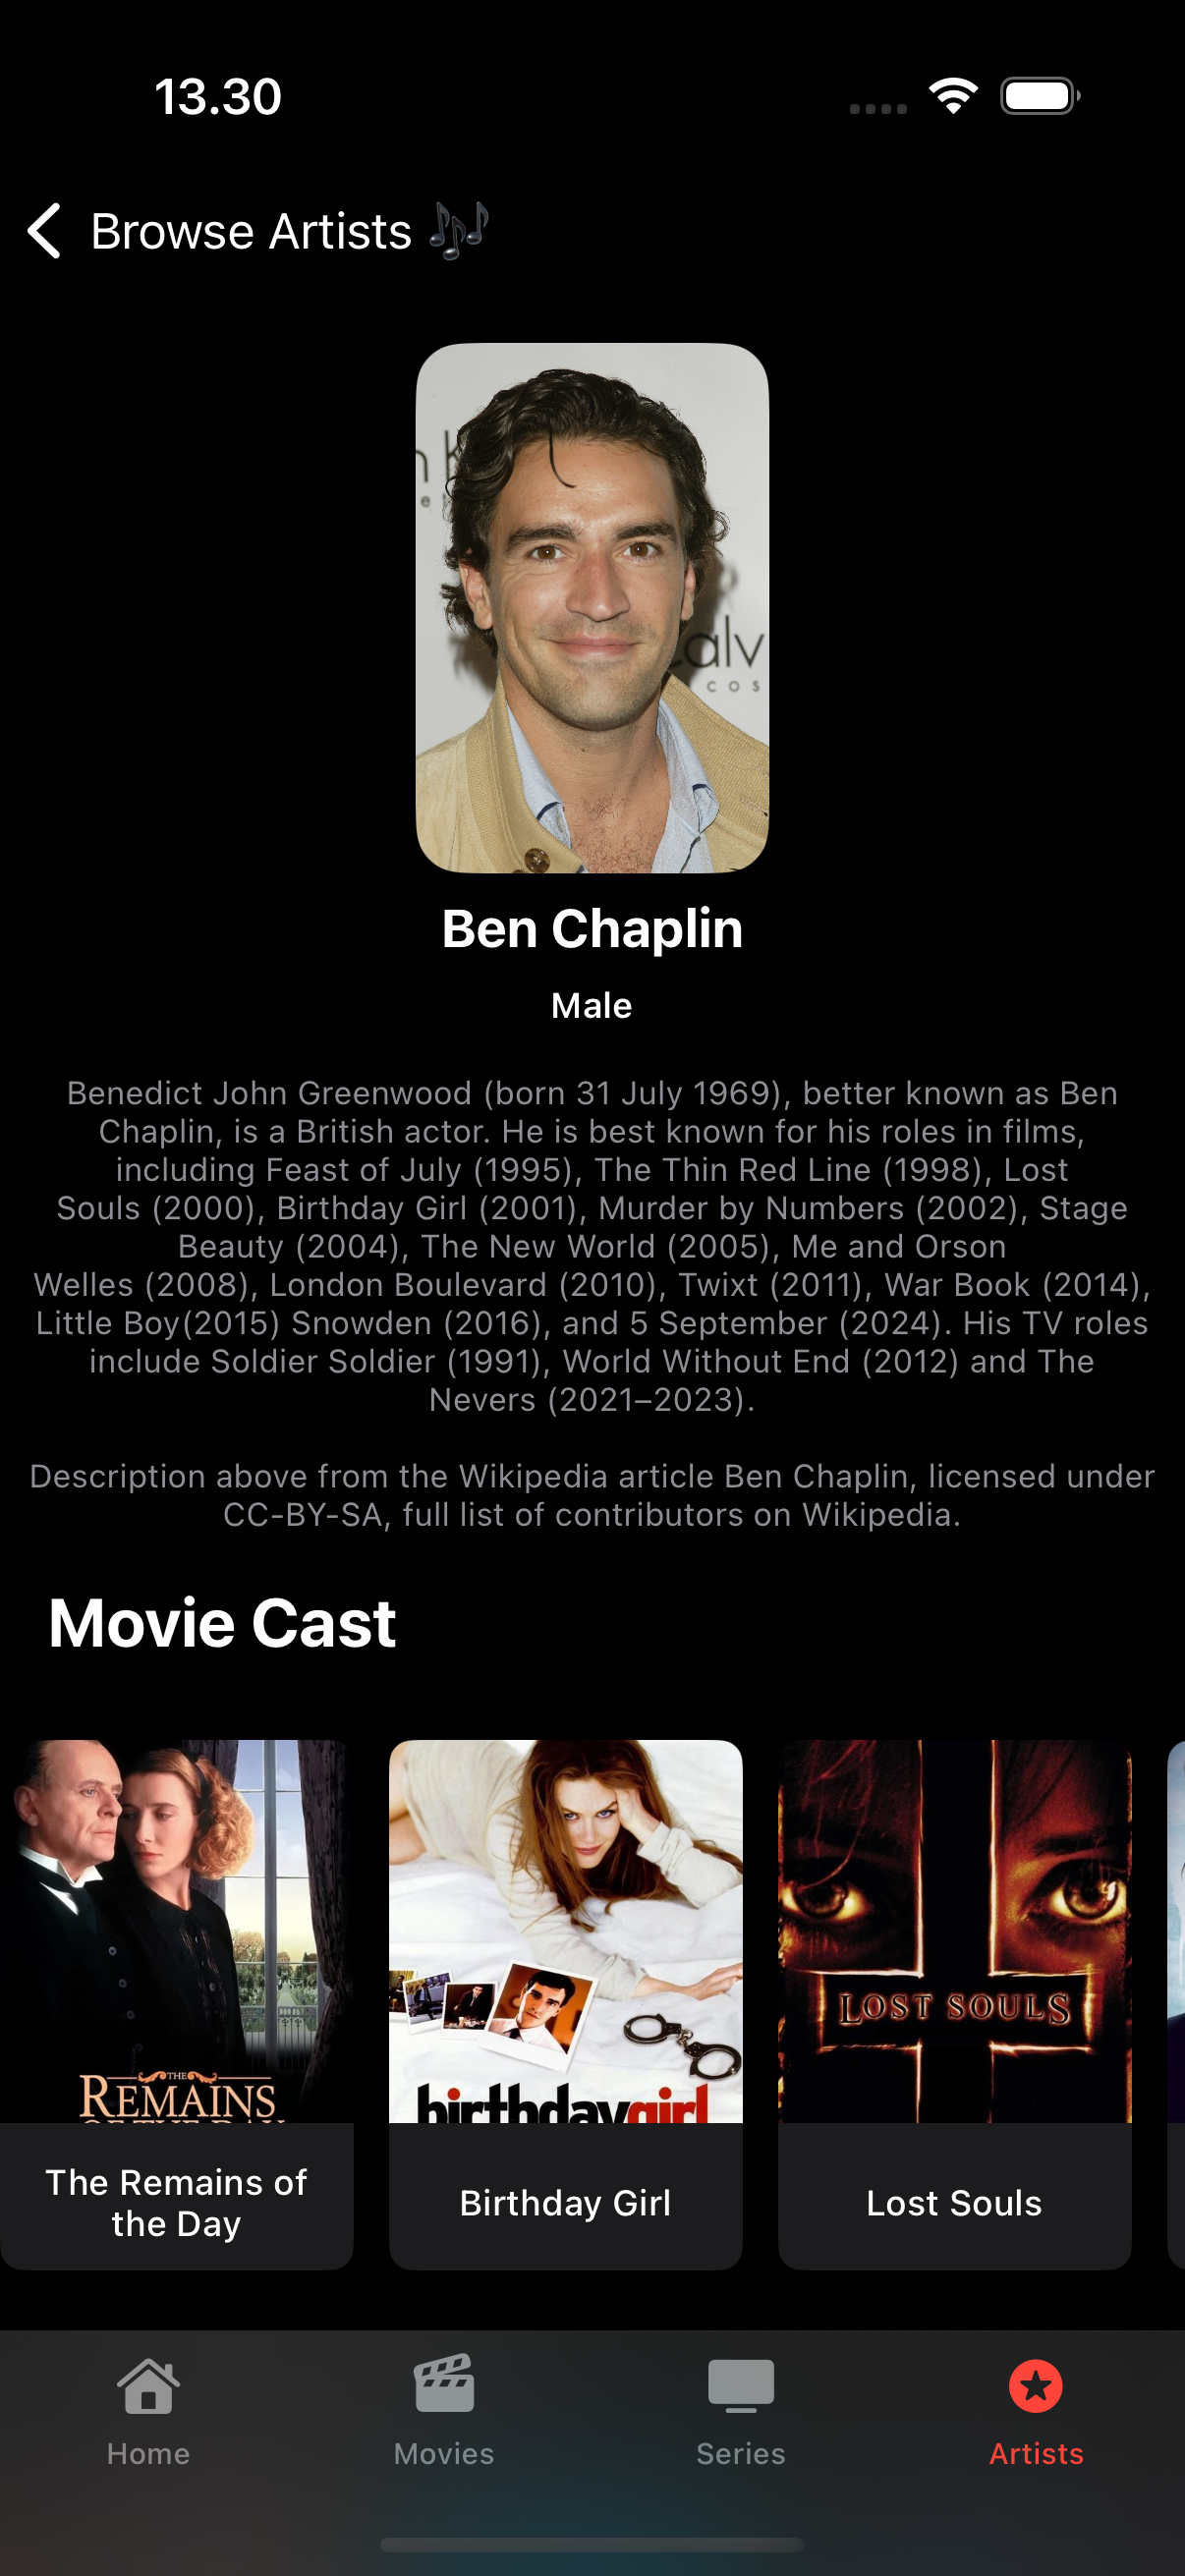 13.30
Browse Artists 🎶
alv
cos
Ben Chaplin
Male
Benedict John Greenwood (born 31 July 1969), better known as Ben
Chaplin, is a British actor. He is best known for his roles in films,
including Feast of July (1995), The Thin Red Line (1998), Lost
Souls (2000), Birthday Girl (2001), Murder by Numbers (2002), Stage
Beauty (2004), The New World (2005), Me and Orson
Welles (2008), London Boulevard (2010), Twixt (2011), War Book (2014),
Little Boy(2015) Snowden (2016), and 5 September (2024). His TV roles
include Soldier Soldier (1991), World Without End (2012) and The
Nevers (2021–2023).
Description above from the Wikipedia article Ben Chaplin, licensed under
CC-BY-SA, full list of contributors on Wikipedia.
Movie Cast
THE
REMAINS
OF THE DAY
birthdaygirl
LOST SOULS
The Remains of
the Day
Birthday Girl
Lost Souls
Home
Movies
Series
Artists